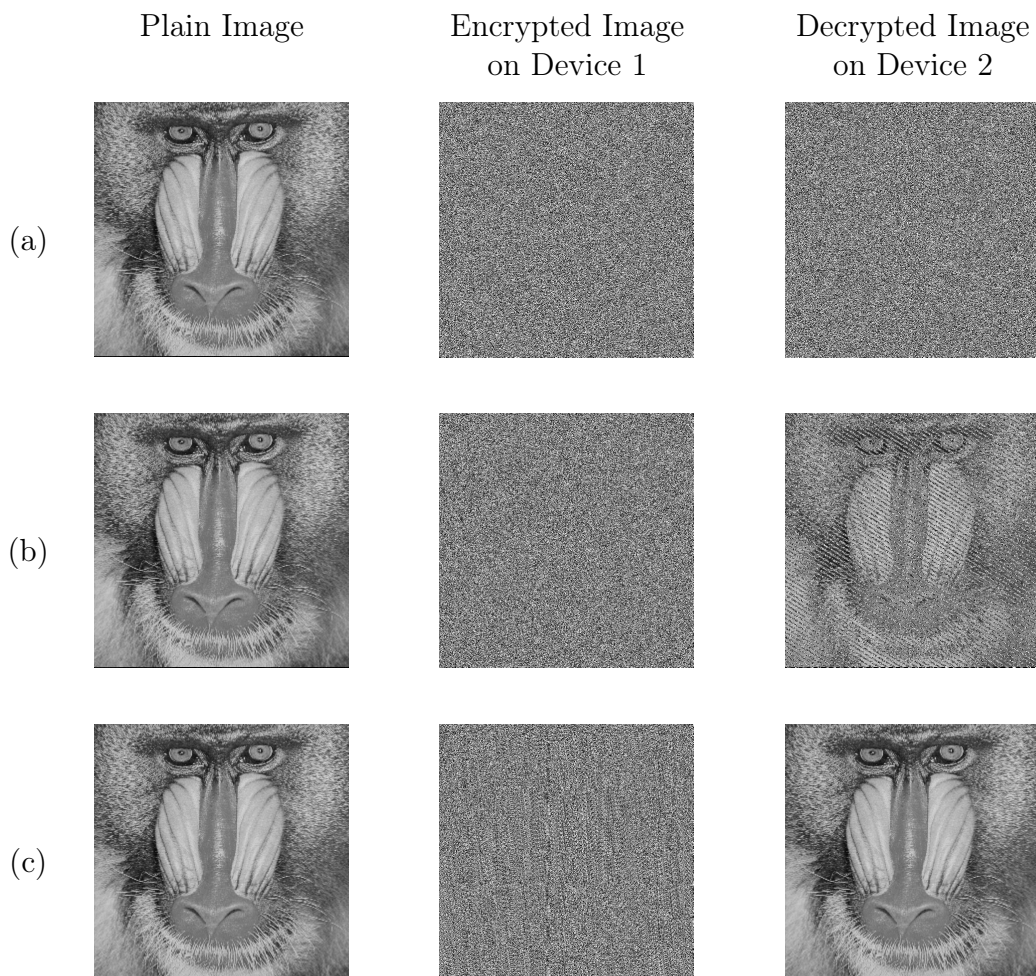 Plain Image
Encrypted Image
on Device 1
Decrypted Image
on Device 2
(a)
(b)
(c)